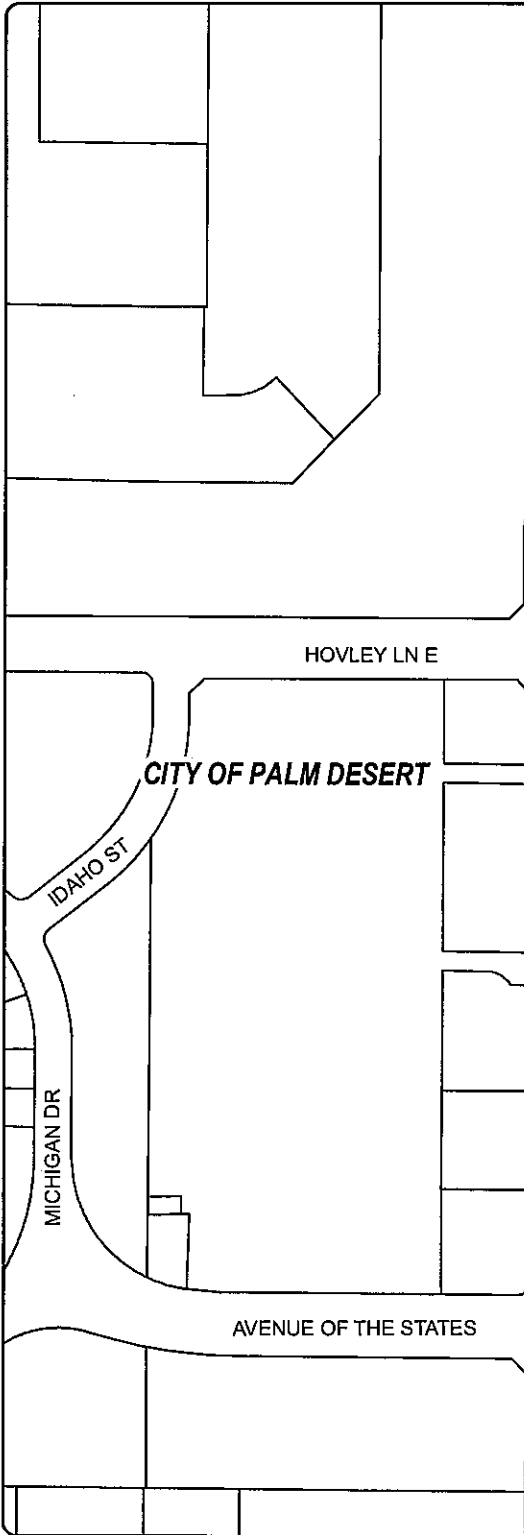 HOVLEY LN E
CITY OF PALM DESERT
IDAHO ST
MICHIGAN DR
AVENUE OF THE STATES